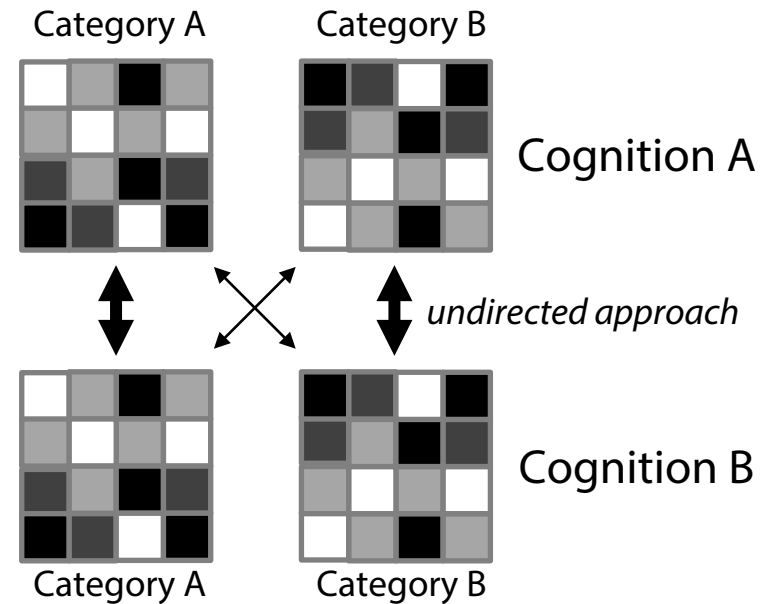 Category A
Category B
Cognition A
undirected approach
Cognition B
Category A
Category B